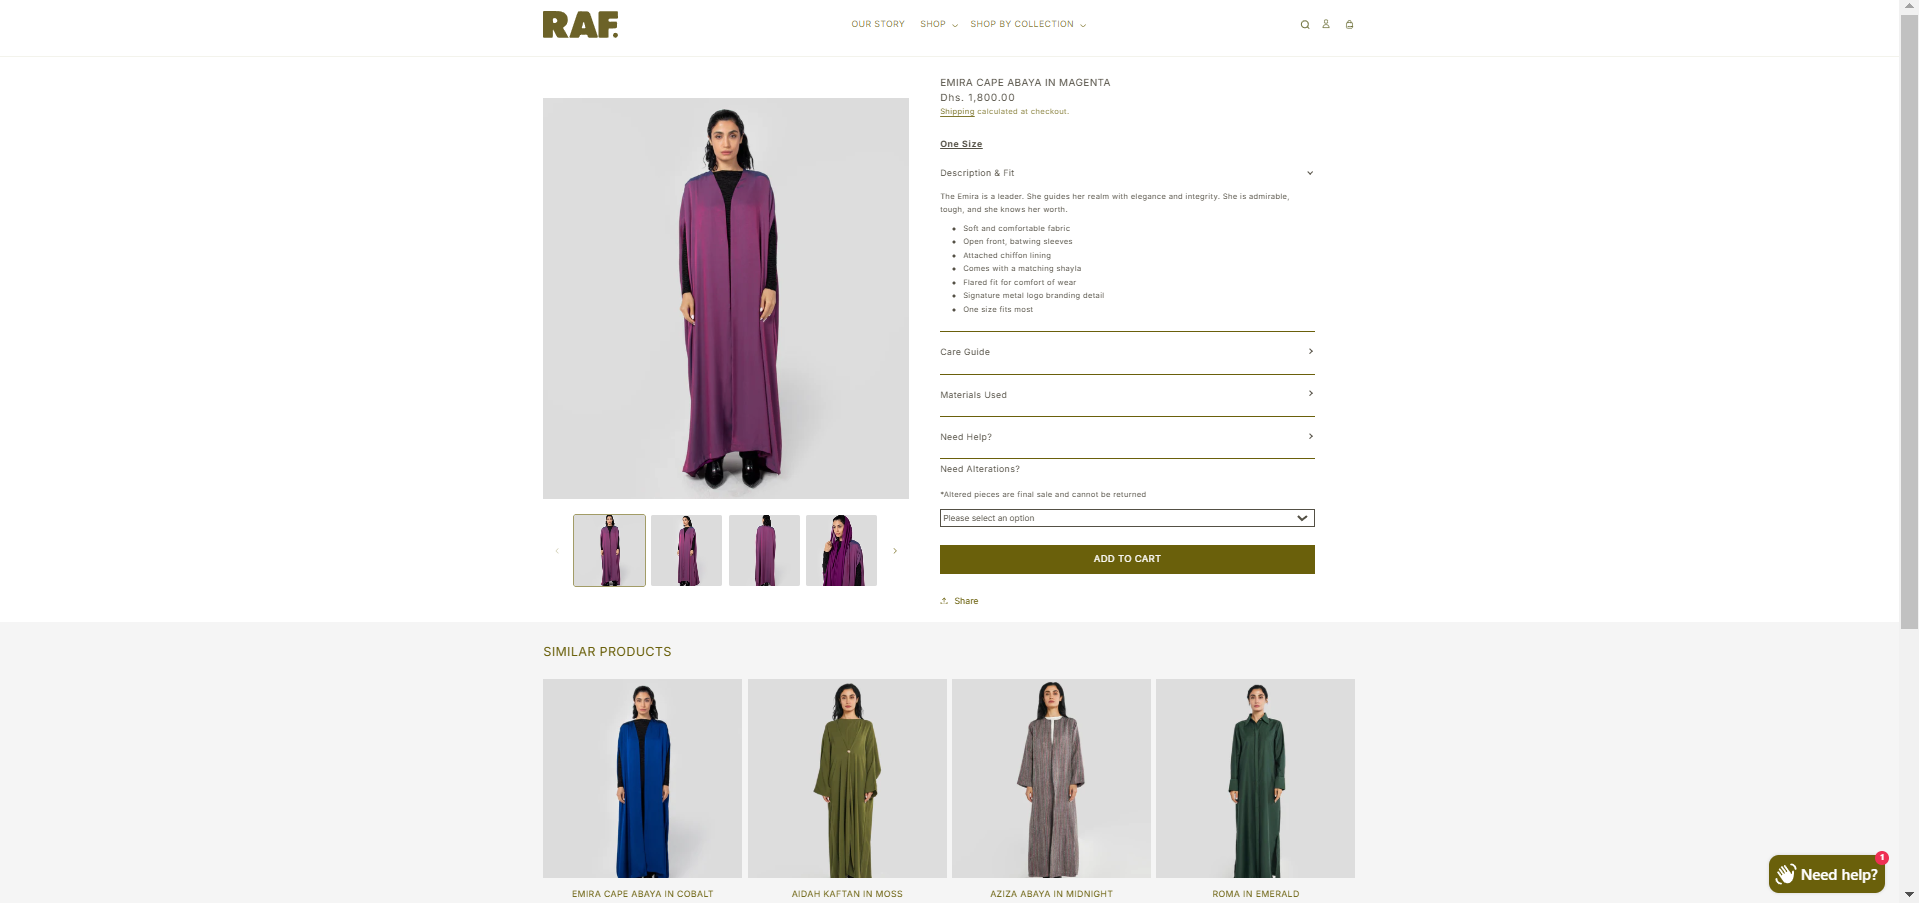 RAF.
OUR STORY
SHOP
SHOP BY COLLECTION
EMIRA CAPE ABAYA IN MAGENTA
Dhs. 1,800.00
Shipping calculated at checkout.
One Size
Description & Fit
The Emira is a leader. She guides her realm with elegance and integrity. She is admirable,
tough, and she knows her worth.
Soft and comfortable fabric
Open front, batwing sleeves
Attached chiffon lining
Comes with a matching shayla
Flared fit for comfort of wear
Signature metal logo branding detail
One size fits most
Care Guide
Materials Used
Need Help?
Need Alterations?
*Altered pieces are final sale and cannot be returned
Please select an option
ADD TO CART
Share
SIMILAR PRODUCTS
EMIRA CAPE ABAYA IN COBALT
AIDAH KAFTAN IN MOSS
AZIZA ABAYA IN MIDNIGHT
ROMA IN EMERALD
1
Need help?